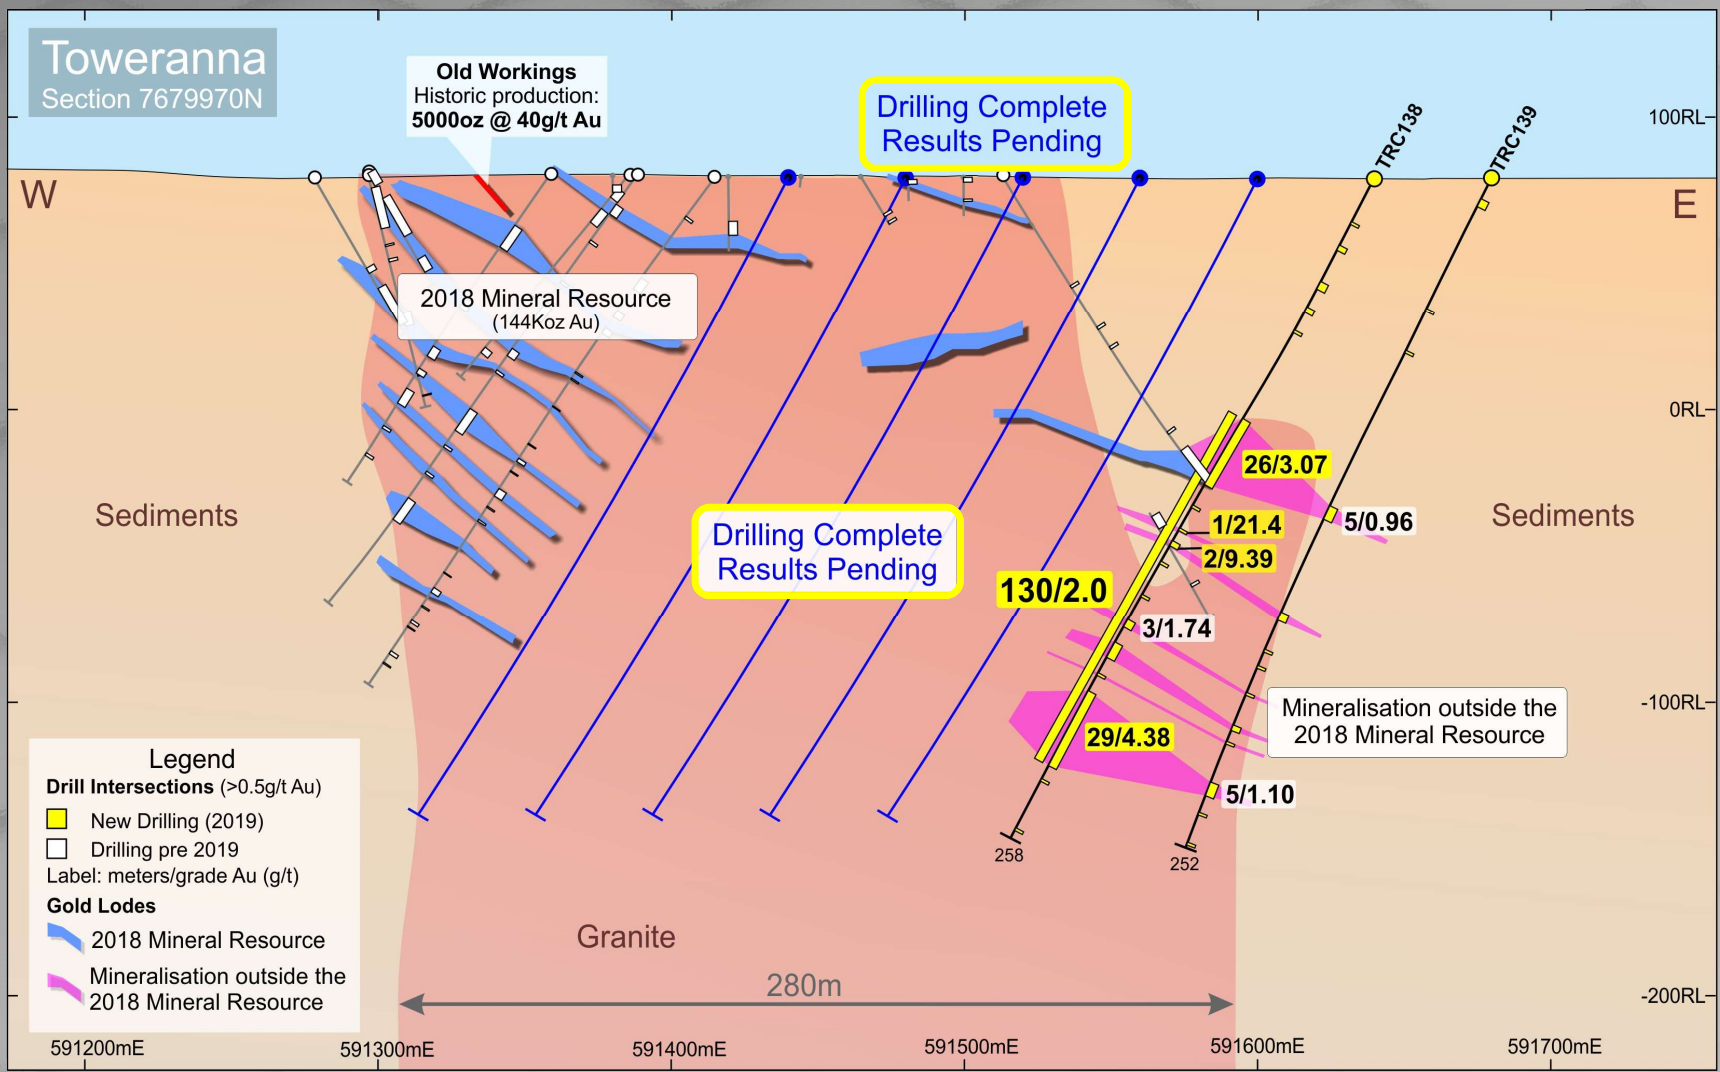 Toweranna
Section 7679970N
Old Workings
Historic production:
5000oz @ 40g/t Au
Drilling Complete
Results Pending
TRC138
TRC139
100RL
W
E
2018 Mineral Resource
(144Koz Au)
0RL
26/3.07
Sediments
5/0.96
Sediments
1/21.4
2/9.39
Drilling Complete
Results Pending
130/2.0
3/1.74
-100RL
Mineralisation outside the
2018 Mineral Resource
29/4.38
5/1.10
258
252
Legend
Drill Intersections (>0.5g/t Au)
New Drilling (2019)
Drilling pre 2019
Label: meters/grade Au (g/t)
Gold Lodes
2018 Mineral Resource
Mineralisation outside the
2018 Mineral Resource
Granite
280m
-200RL
591200mE
591300mE
591400mE
591500mE
591600mE
591700mE